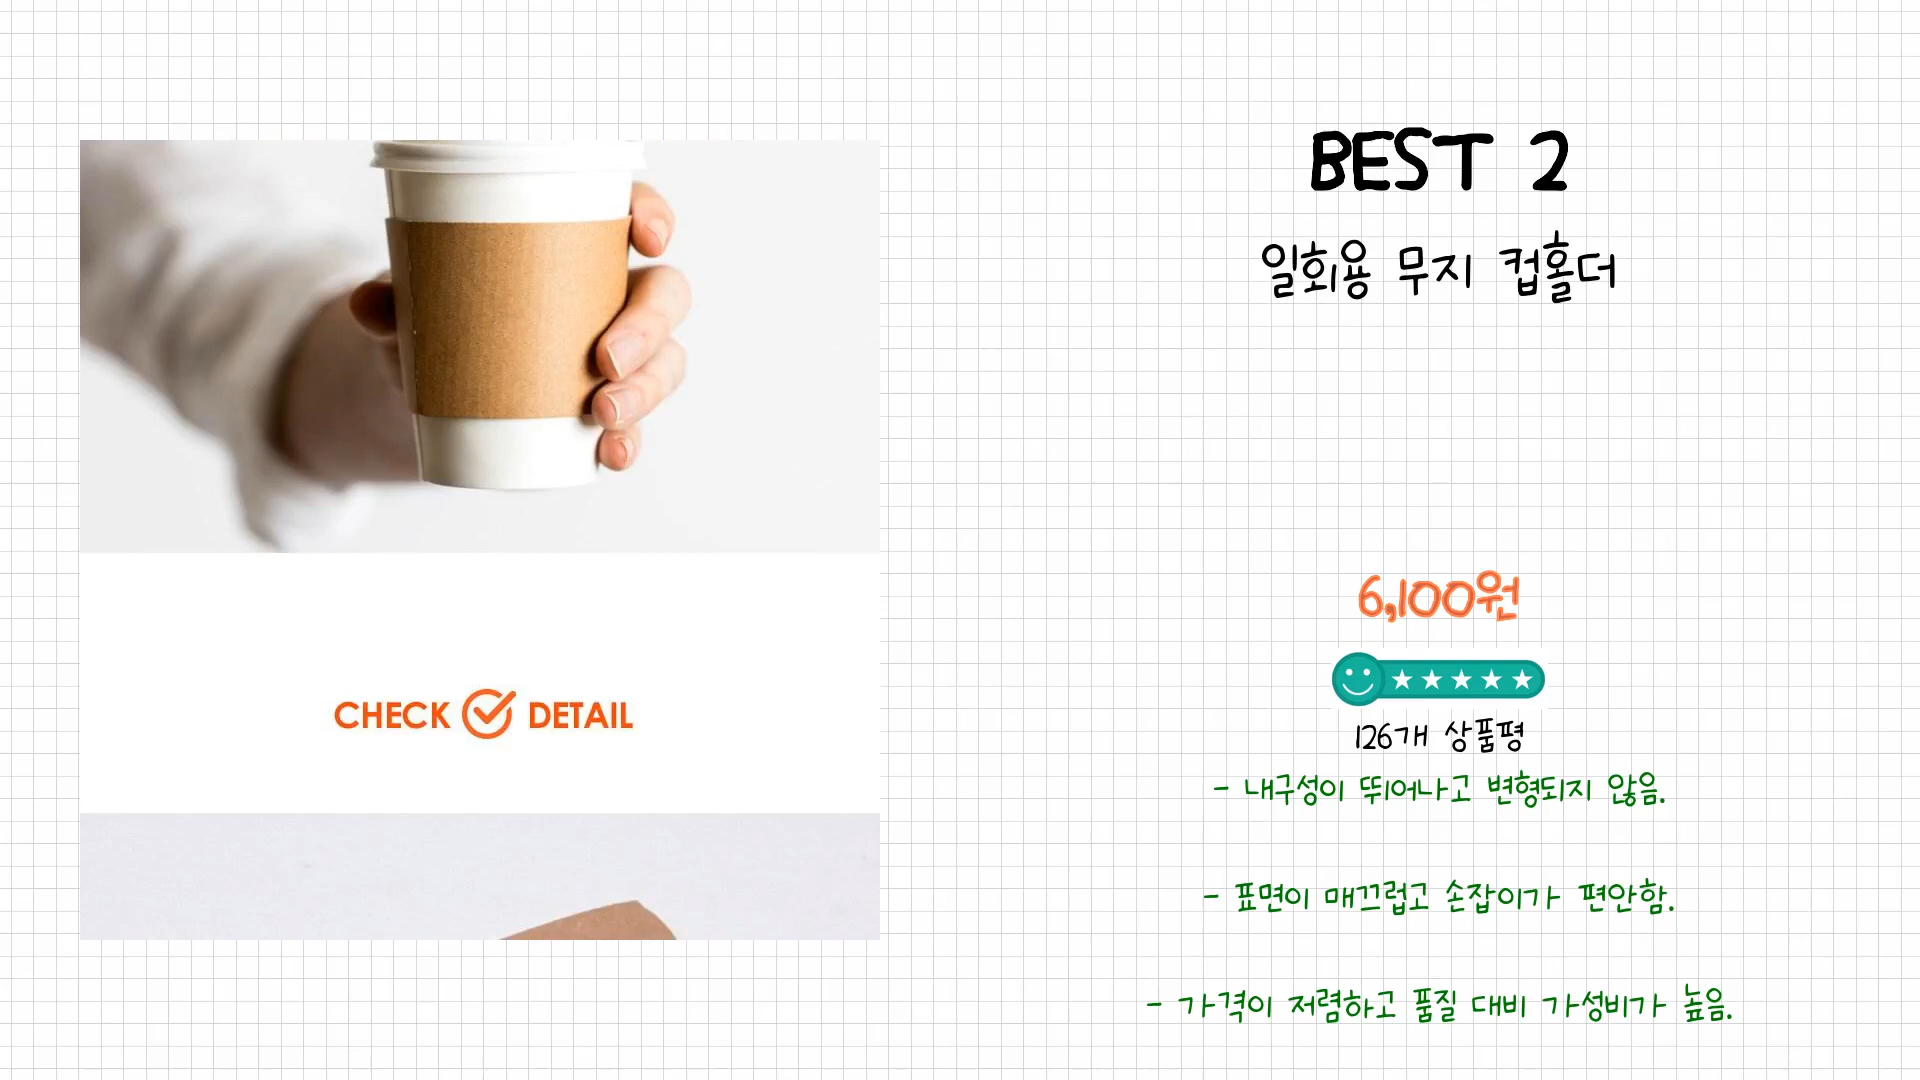 BEST 2
일회용 무지 컵홀더
CHECK DETAIL
6,100원
126개 상품평
- 내구성이 뛰어나고 변형되지 않음.
- 표면이 매끄럽고 손잡이가 편안함.
- 가격이 저렴하고 품질 대비 가성비가 높음.